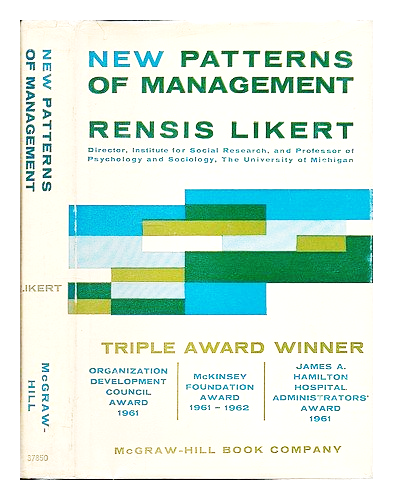 NEW PATTERNS
OF MANAGEMENT
LIKERT
McGRAW-
HILL
37850
NEW PATTERNS
OF MANAGEMENT
RENSIS LIKERT
Director, Institute for Social Research, and Professor of
Psychology and Sociology, The University of Michigan
TRIPLE AWARD WINNER
ORGANIZATION
DEVELOPMENT
COUNCIL
AWARD
1961
McKINSEY
FOUNDATION
AWARD
1961 – 1962
JAMES A.
HAMILTON
HOSPITAL
ADMINISTRATORS'
AWARD
1961
McGRAW-HILL BOOK COMPANY